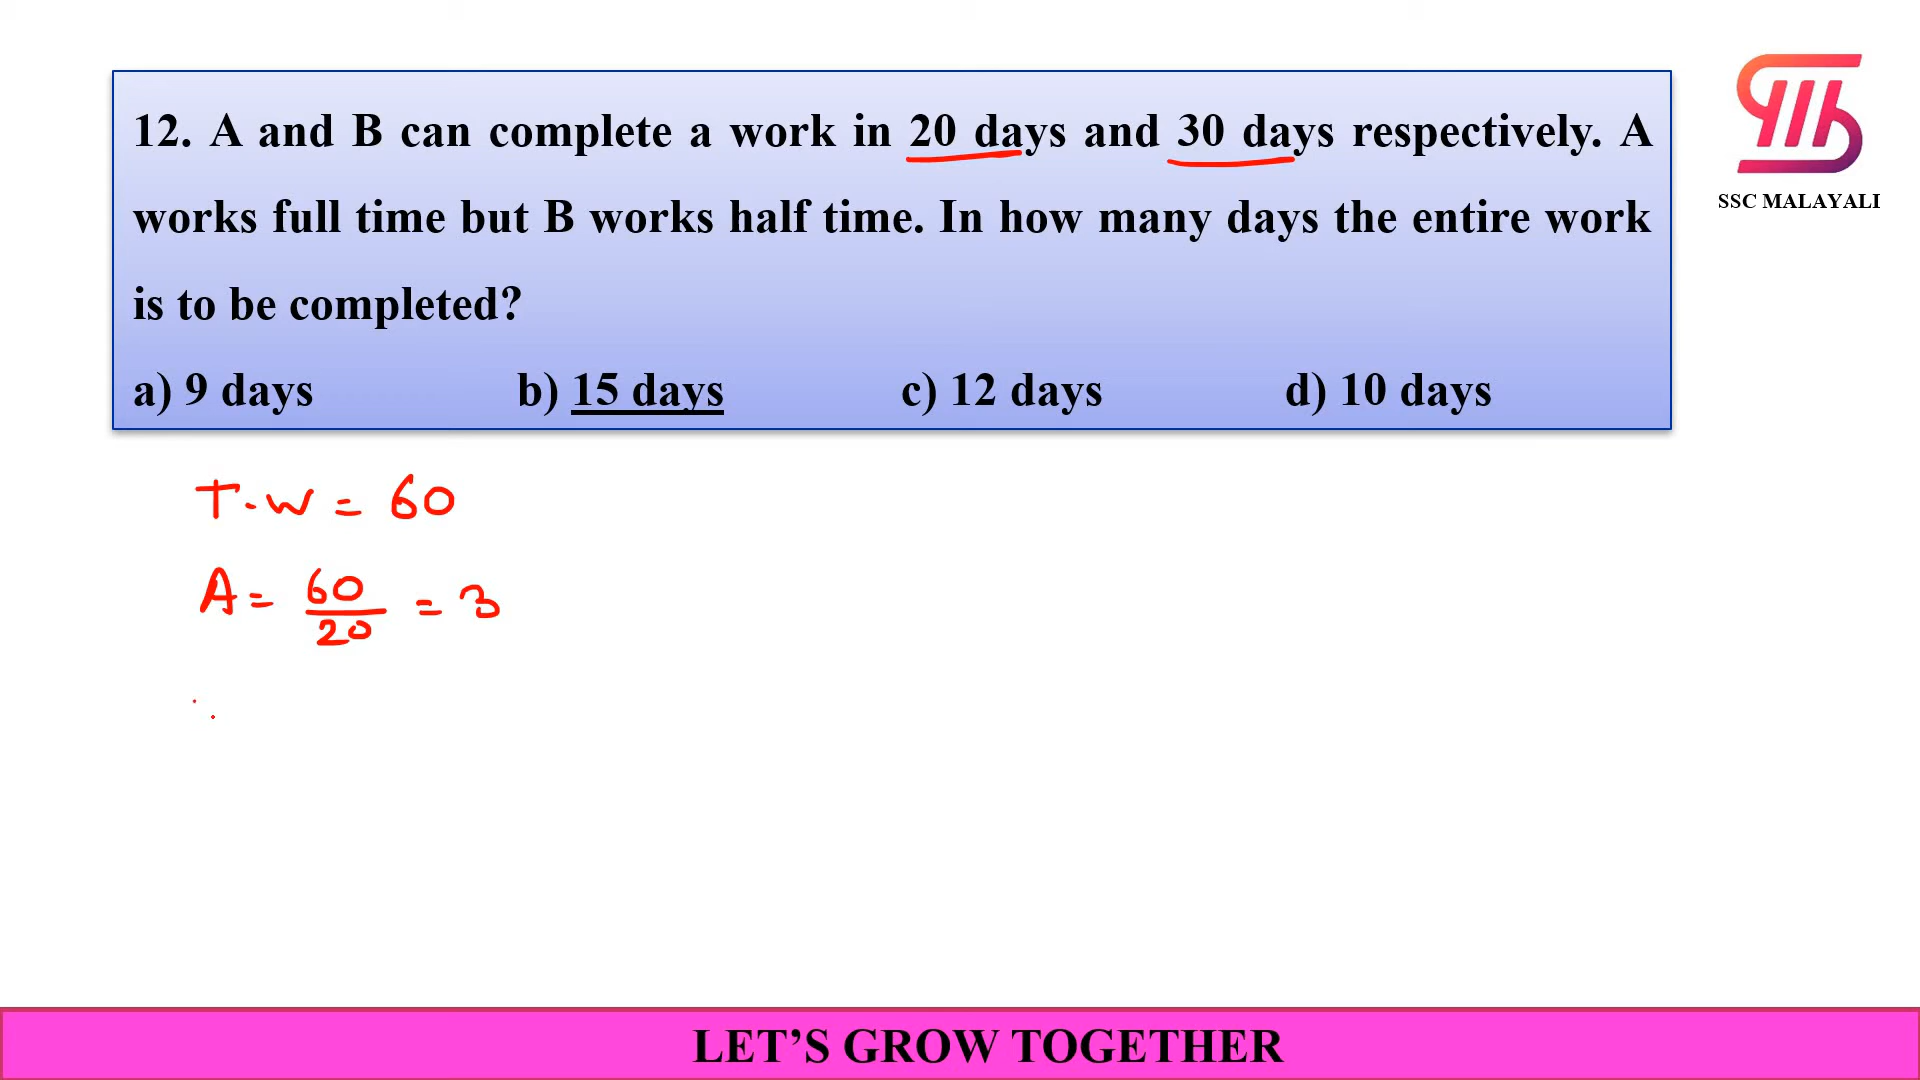 12. A and B can complete a work in 20 days and 30 days respectively. A
works full time but B works half time. In how many days the entire work
is to be completed?
a) 9 days b) 15 days c) 12 days d) 10 days
SSC MALAYALI
T.W = 60
A = 60/20 = 3
LET’S GROW TOGETHER